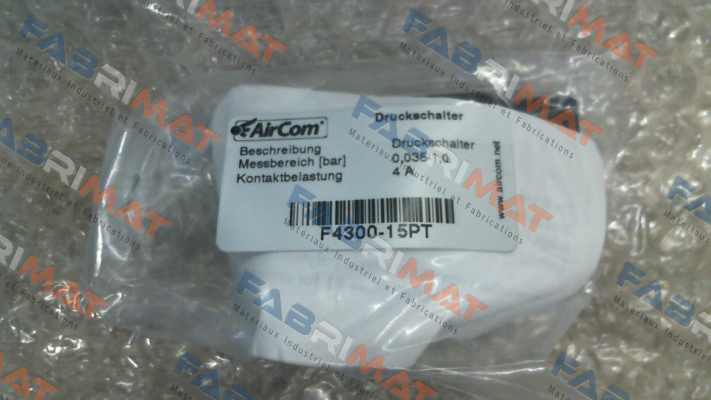 AirCom
Druckschalter
Beschreibung Druckschalter
Messbereich [bar] 0,035-1,0
Kontaktbelastung 4 A
www.aircom.net
F4300-15PT
FABRIMAT
Materiaux Industriel et Fabrications